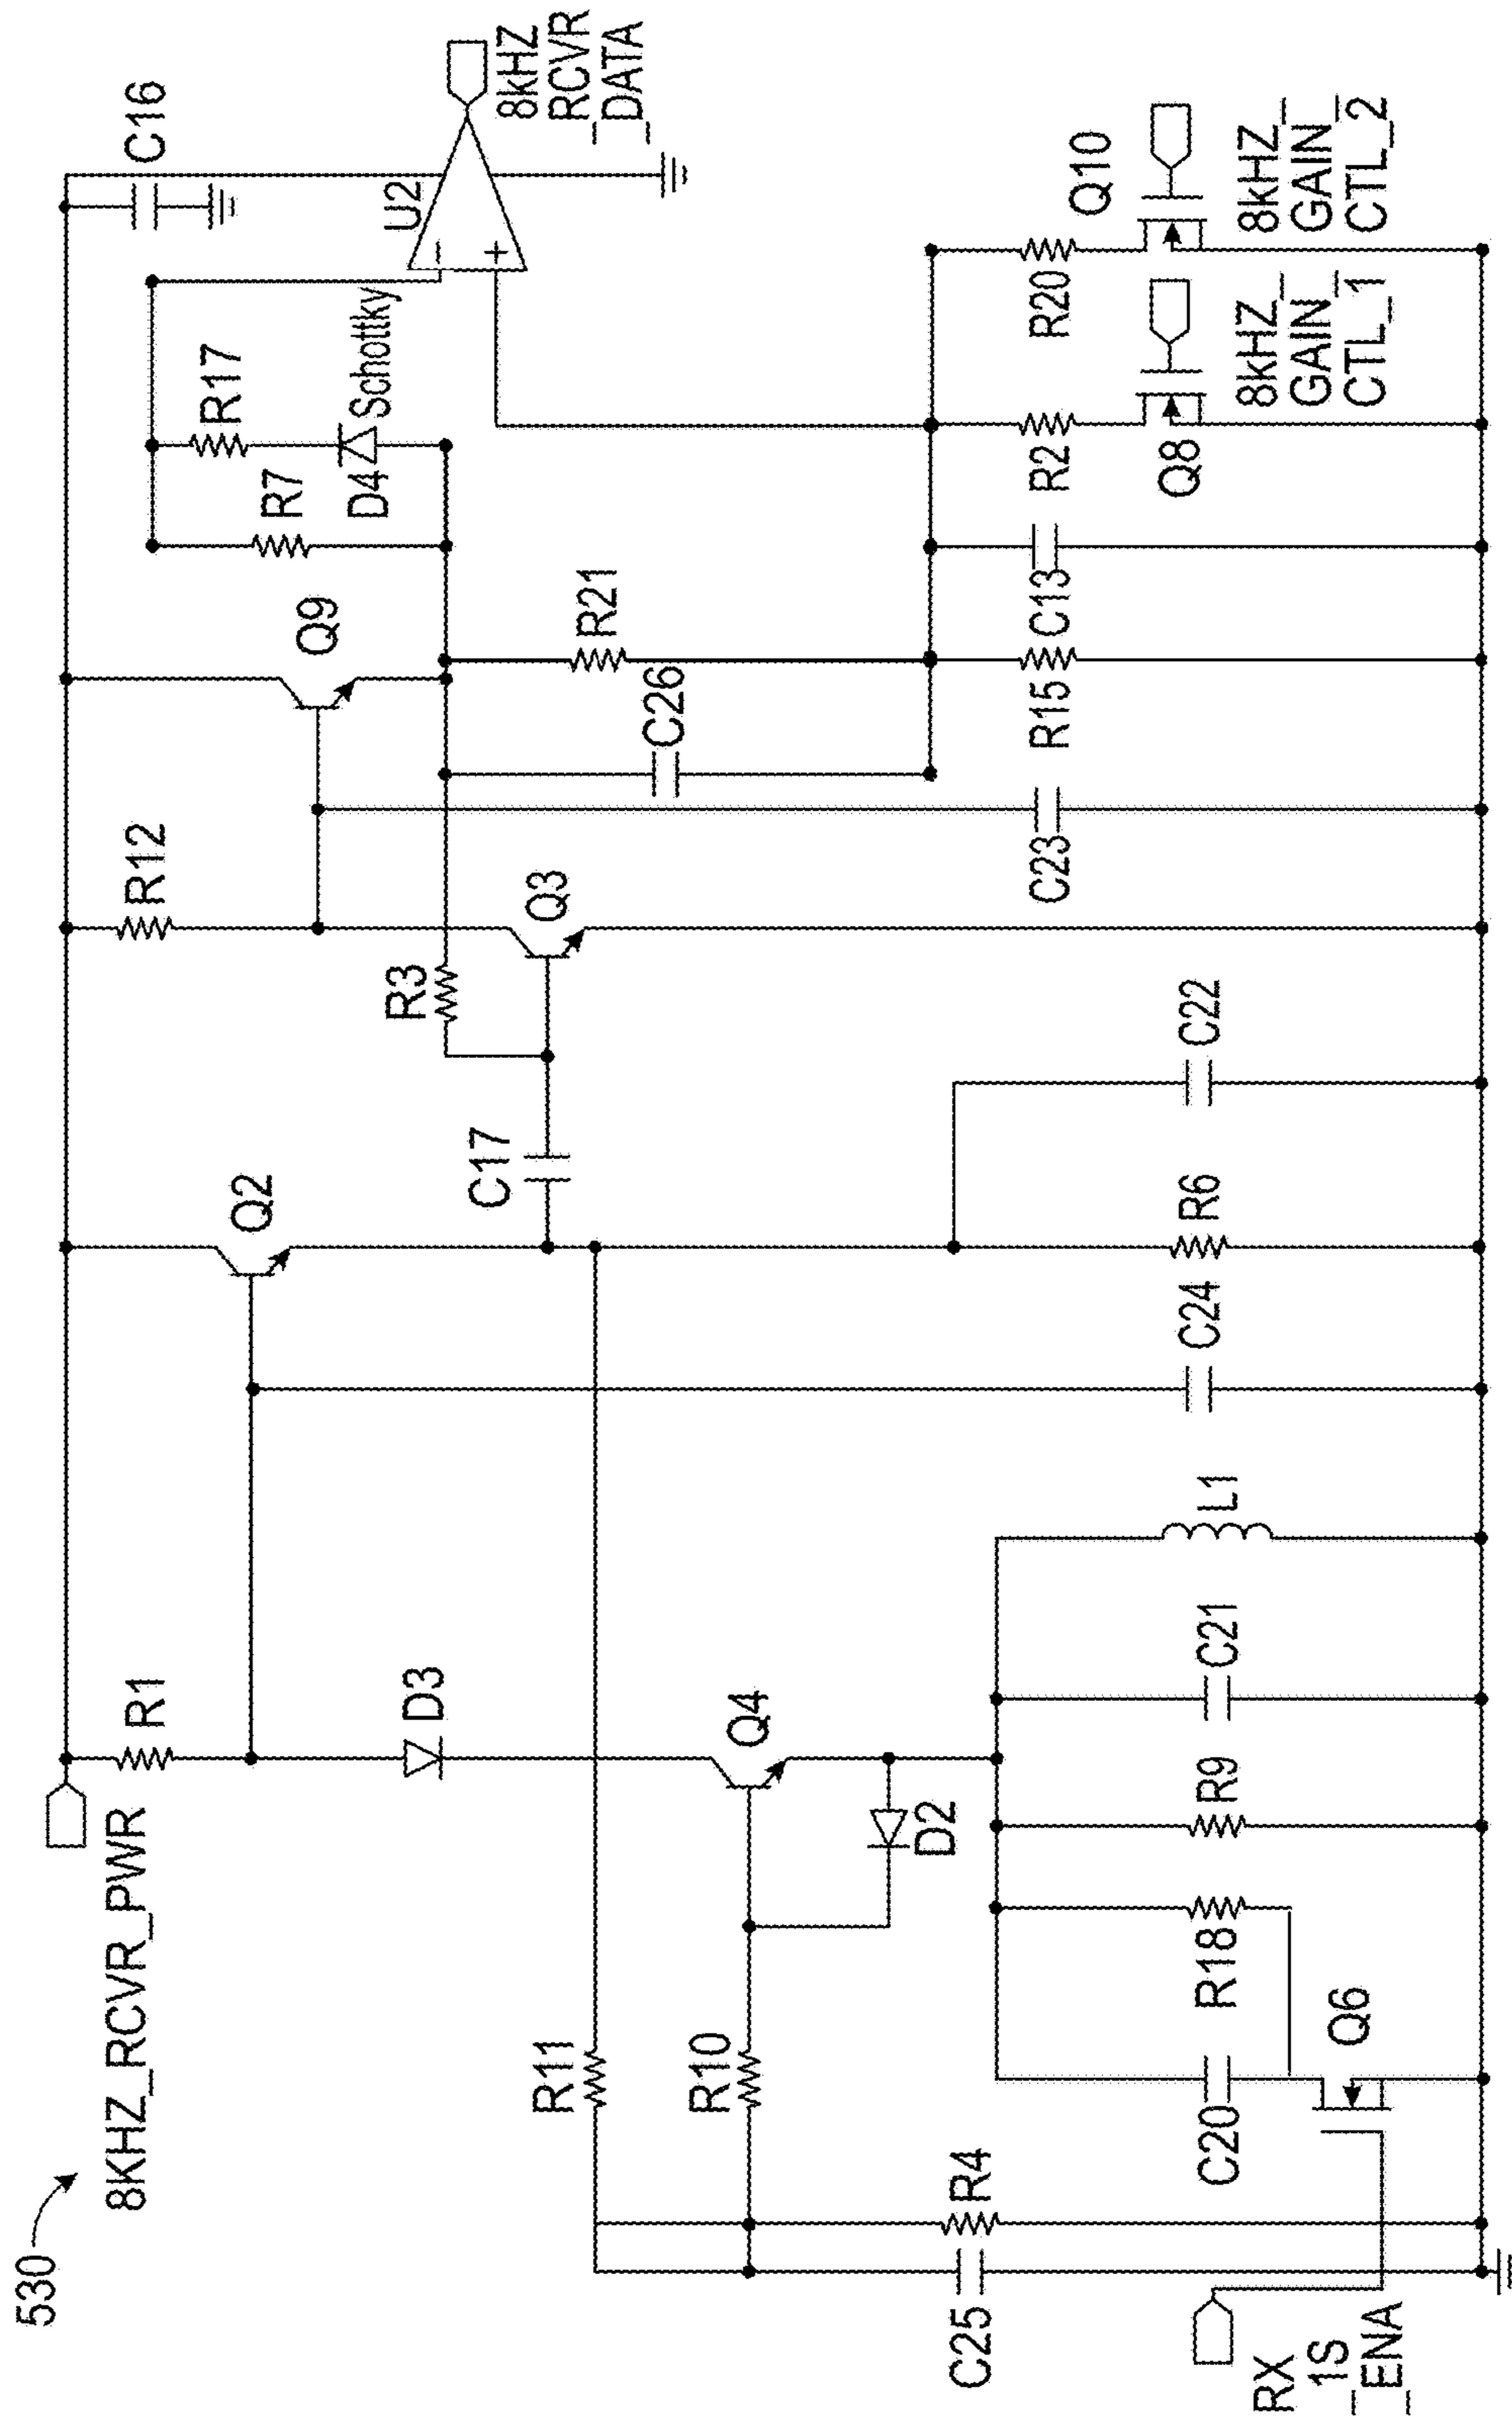 530
8KHZ_RCVR_PWR
R1
D3
Q2
R12
Q9
R7
R17
D4
Schottky
C16
U2
−
+
8kHZ
RCVR
_DATA_
R3
Q3
C17
R21
C26
R11
R10
Q4
D2
C25
R4
C20
R18
R9
C21
L1
C24
R6
C22
C23
R15
C13
R2
R20
Q8
Q10
8kHZ_
GAIN_
CTL_1
8kHZ_
GAIN_
CTL_2
Q6
RX
_1S
_ENA